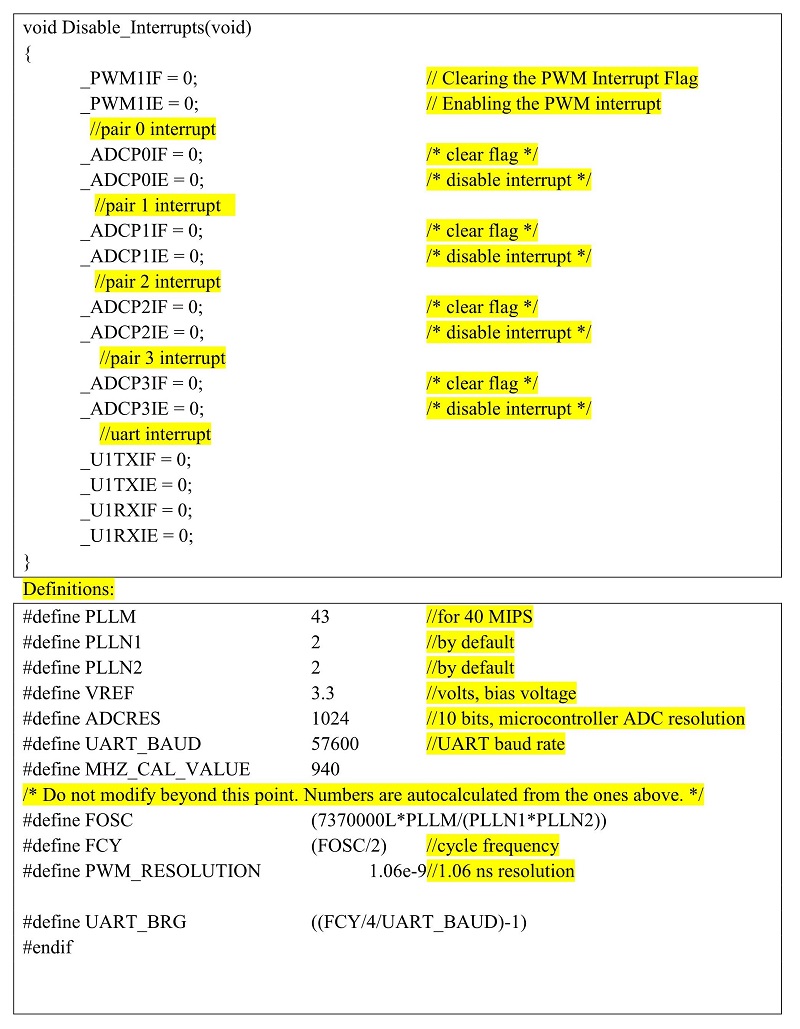 void Disable_Interrupts(void)
{
_PWM1IF = 0; // Clearing the PWM Interrupt Flag
_PWM1IE = 0; // Enabling the PWM interrupt
//pair 0 interrupt
_ADCP0IF = 0; /* clear flag */
_ADCP0IE = 0; /* disable interrupt */
//pair 1 interrupt
_ADCP1IF = 0; /* clear flag */
_ADCP1IE = 0; /* disable interrupt */
//pair 2 interrupt
_ADCP2IF = 0; /* clear flag */
_ADCP2IE = 0; /* disable interrupt */
//pair 3 interrupt
_ADCP3IF = 0; /* clear flag */
_ADCP3IE = 0; /* disable interrupt */
//uart interrupt
_U1TXIF = 0;
_U1TXIE = 0;
_U1RXIF = 0;
_U1RXIE = 0;
}
Definitions:
#define PLLM 43 //for 40 MIPS
#define PLLN1 2 //by default
#define PLLN2 2 //by default
#define VREF 3.3 //volts, bias voltage
#define ADCRES 1024 //10 bits, microcontroller ADC resolution
#define UART_BAUD 57600 //UART baud rate
#define MHZ_CAL_VALUE 940
/* Do not modify beyond this point. Numbers are autocalculated from the ones above. */
#define FOSC (7370000L*PLLM/(PLLN1*PLLN2))
#define FCY (FOSC/2) //cycle frequency
#define PWM_RESOLUTION 1.06e-9//1.06 ns resolution
#define UART_BRG ((FCY/4/UART_BAUD)-1)
#endif